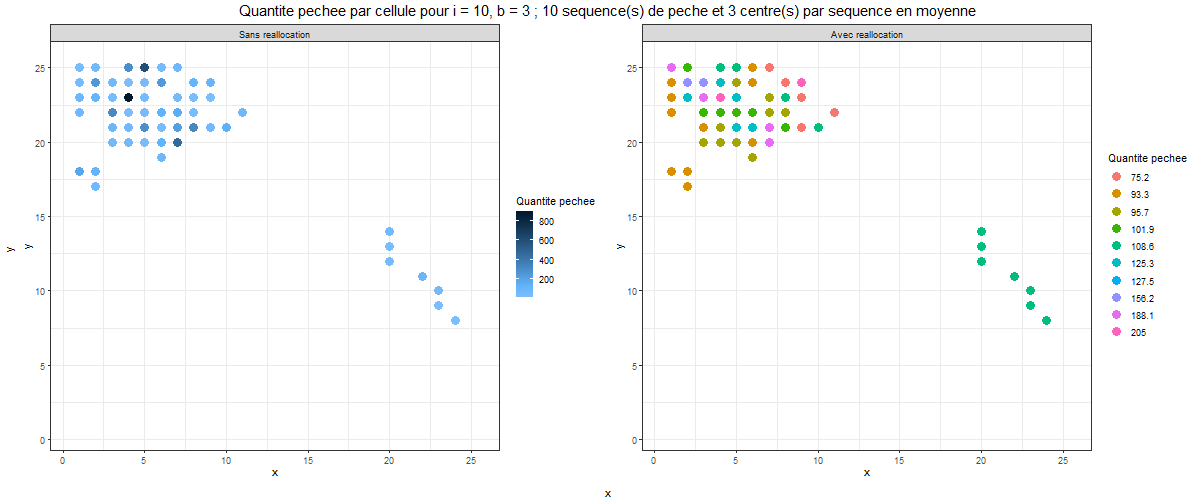 Quantite pechee par cellule pour i = 10, b = 3 ; 10 sequence(s) de peche et 3 centre(s) par sequence en moyenne
Sans reallocation
25
20
15
10
5
0
y
y
0 5 10 15 20 25
x
Quantite pechee
800
600
400
200
Avec reallocation
25
20
15
10
5
0
y
0 5 10 15 20 25
x
Quantite pechee
75.2
93.3
95.7
101.9
108.6
125.3
127.5
156.2
188.1
205
x